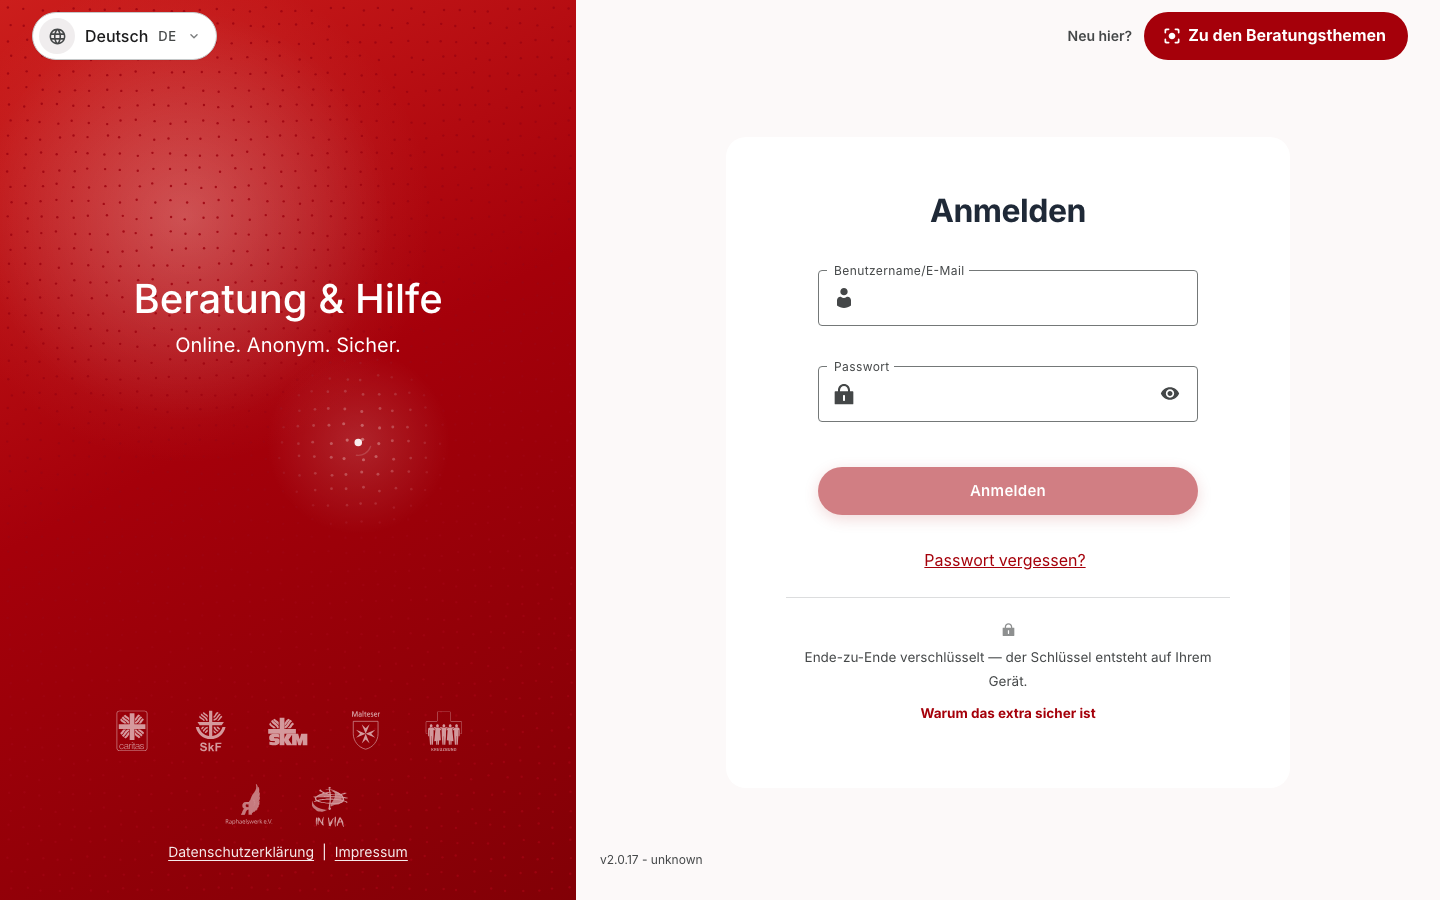 Deutsch DE
Neu hier?
Zu den Beratungsthemen
Beratung & Hilfe
Online. Anonym. Sicher.
caritas
SkF
SKM
Malteser
KREUZBUND
Raphaelswerk e.V.
IN VIA
Datenschutzerklärung | Impressum
Anmelden
Benutzername/E-Mail
Passwort
Anmelden
Passwort vergessen?
Ende-zu-Ende verschlüsselt — der Schlüssel entsteht auf Ihrem
Gerät.
Warum das extra sicher ist
v2.0.17 - unknown